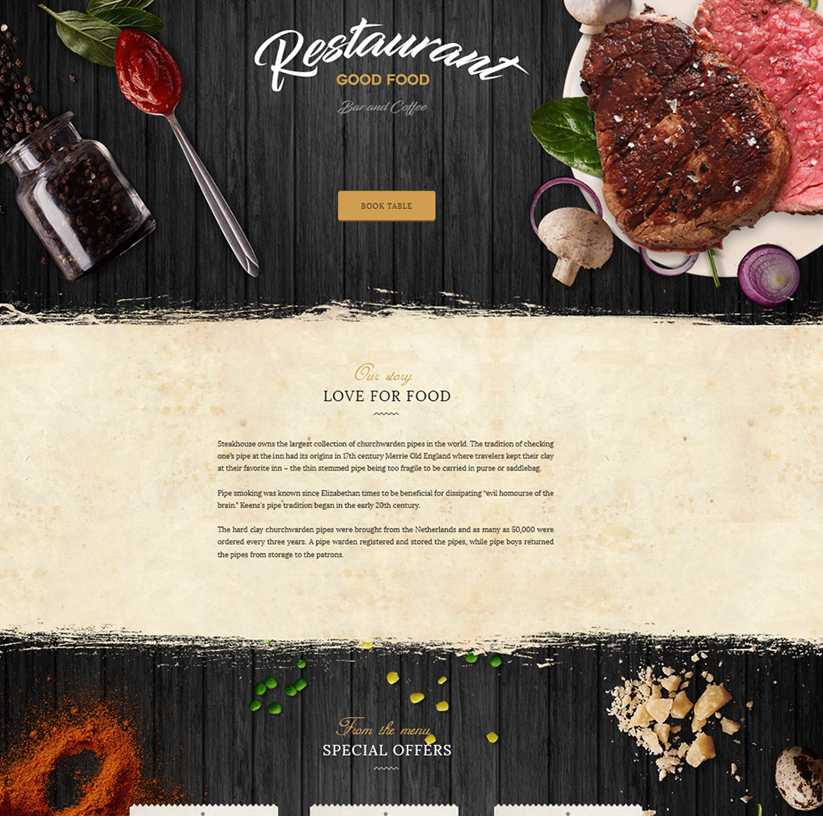 Restaurant
GOOD FOOD
Bar and Coffee
BOOK TABLE
Our story
LOVE FOR FOOD
Steakhouse owns the largest collection of churchwarden pipes in the world. The tradition of checking
one's pipe at the inn had its origins in 17th century Merrie Old England where travelers kept their clay
at their favorite inn – the thin stemmed pipe being too fragile to be carried in purse or saddlebag.
Pipe smoking was known since Elizabethan times to be beneficial for dissipating "evil homourse of the
brain." Keens's pipe tradition began in the early 20th century.
The hard clay churchwarden pipes were brought from the Netherlands and as many as 50,000 were
ordered every three years. A pipe warden registered and stored the pipes, while pipe boys returned
the pipes from storage to the patrons.
From the menu
SPECIAL OFFERS